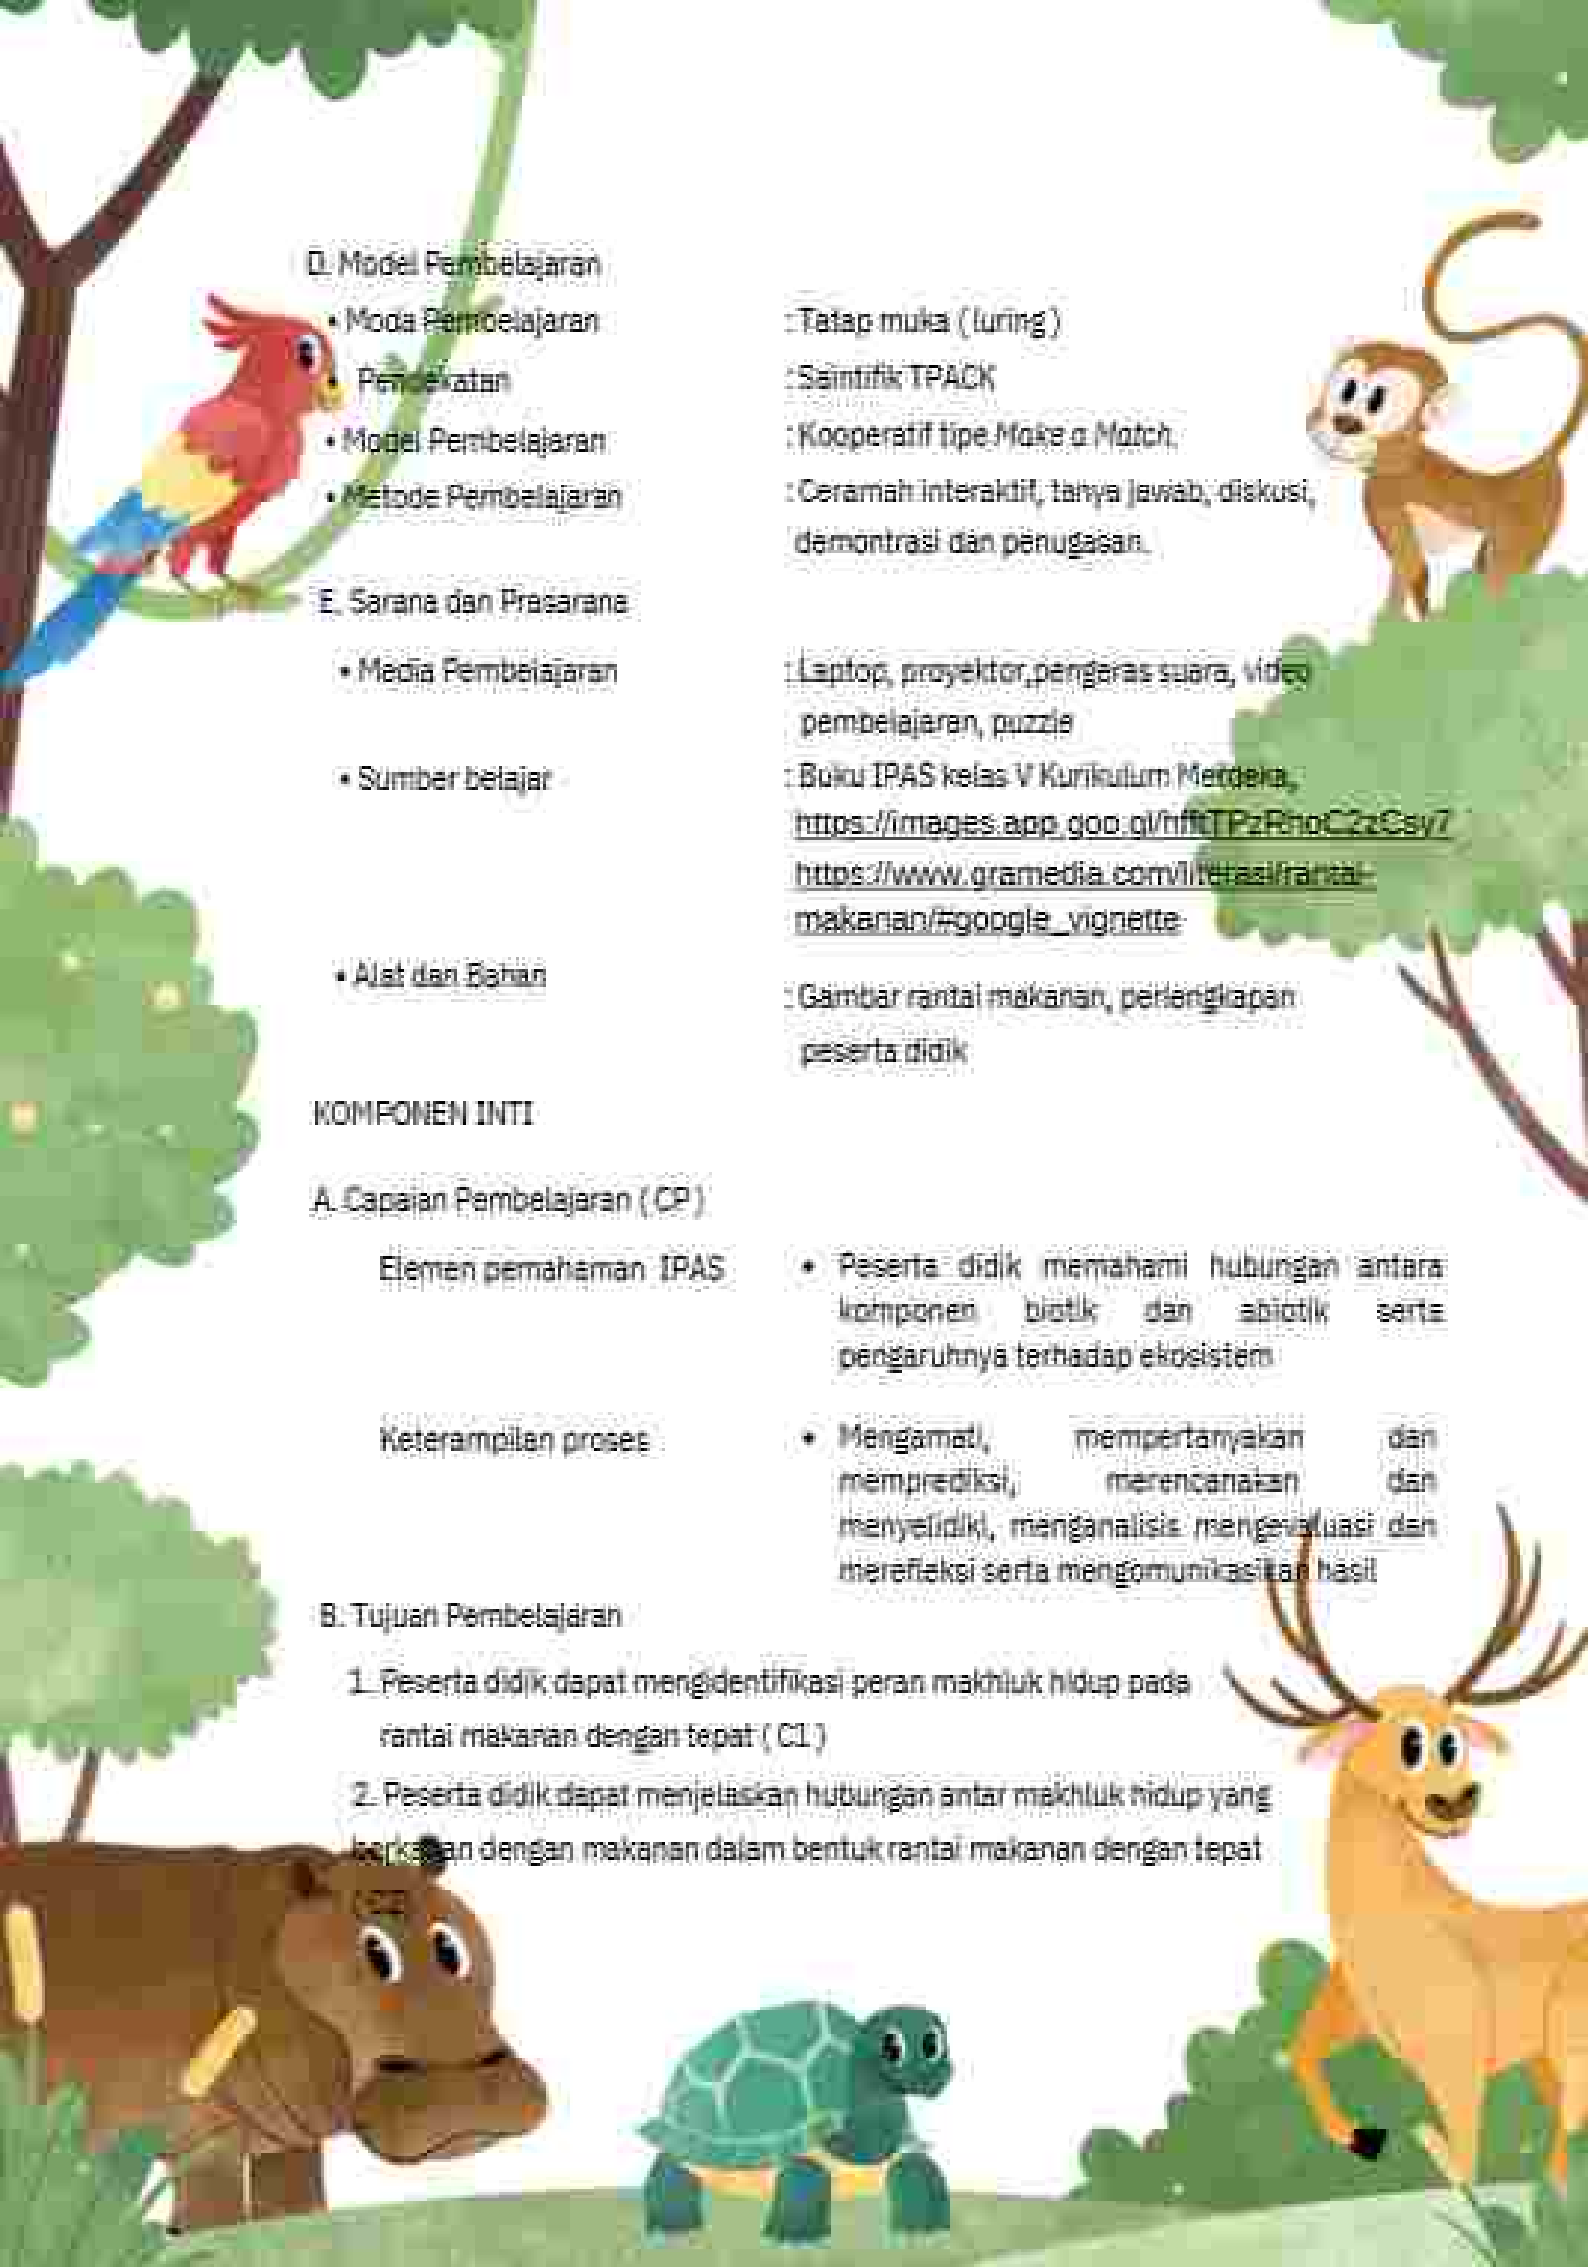 D. Model Pembelajaran
• Moda Pembelajaran : Tatap muka (luring)
• Pendekatan : Saintifik TPACK
• Model Pembelajaran : Kooperatif tipe Make a Match.
• Metode Pembelajaran : Ceramah interaktif, tanya jawab, diskusi,
demontrasi dan penugasan.
E. Sarana dan Prasarana
• Media Pembelajaran : Laptop, proyektor,pengeras suara, video
pembelajaran, puzzle
• Sumber belajar : Buku IPAS kelas V Kurikulum Merdeka,
https://www.gramedia.com/literasi/rantai-
makanan/#google_vignette
• Alat dan Bahan : Gambar rantai makanan, perlengkapan
peserta didik
KOMPONEN INTI
A. Capaian Pembelajaran (CP)
Elemen pemahaman IPAS • Peserta didik memahami hubungan antara
komponen biotik dan abiotik serta
pengaruhnya terhadap ekosistem
Keterampilan proses • Mengamati, mempertanyakan dan
memprediksi, merencanakan dan
menyelidiki, menganalisis mengevaluasi dan
merefleksi serta mengomunikasikan hasil
B. Tujuan Pembelajaran
1. Peserta didik dapat mengidentifikasi peran makhluk hidup pada
rantai makanan dengan tepat (C1)
2. Peserta didik dapat menjelaskan hubungan antar makhluk hidup yang
berkaitan dengan makanan dalam bentuk rantai makanan dengan tepat